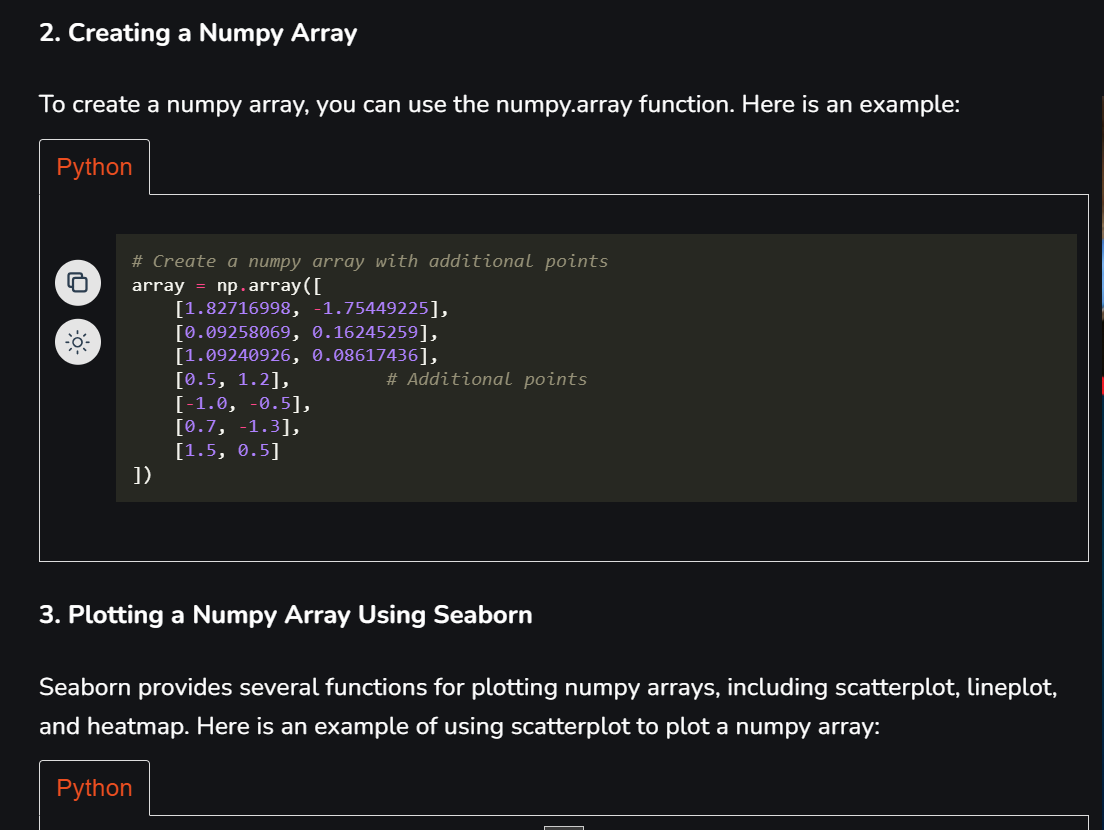 2. Creating a Numpy Array
To create a numpy array, you can use the numpy.array function. Here is an example:
Python
# Create a numpy array with additional points
array = np.array([
    [1.82716998, -1.75449225],
    [0.09258069, 0.16245259],
    [1.09240926, 0.08617436],
    [0.5, 1.2],         # Additional points
    [-1.0, -0.5],
    [0.7, -1.3],
    [1.5, 0.5]
])
3. Plotting a Numpy Array Using Seaborn
Seaborn provides several functions for plotting numpy arrays, including scatterplot, lineplot,
and heatmap. Here is an example of using scatterplot to plot a numpy array:
Python